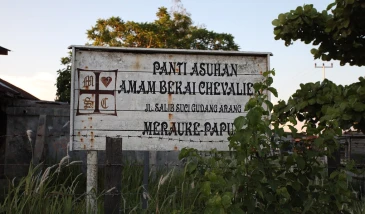 M
S C
PANTI ASUHAN
AMAM BEKAI CHEVALIE
JL. SALIB SUCI GUDANG ARANG
MERAUKE-PAPU